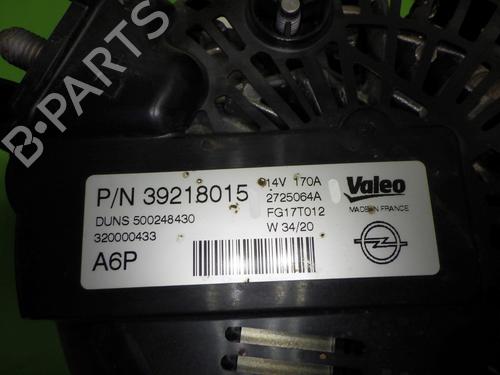 B-PARTS
P/N 39218015
DUNS 500248430
320000433
A6P
14V 170A
2725064A
FG17T012
W 34/20
Valeo
MADE IN FRANCE